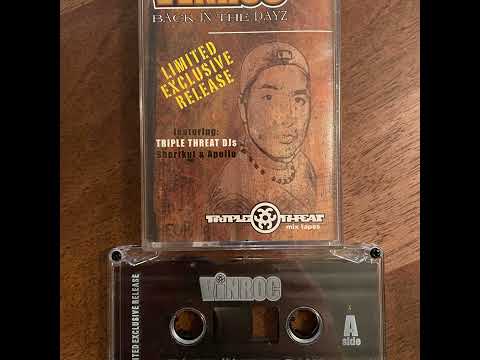 VINROC
BACK IN THE DAYZ
LIMITED
EXCLUSIVE
RELEASE
featuring:
TRIPLE THREAT DJs
Shortkut & Apollo
TRIPLE THREAT
mix tapes
LIMITED EXCLUSIVE RELEASE
VINROC
A
side